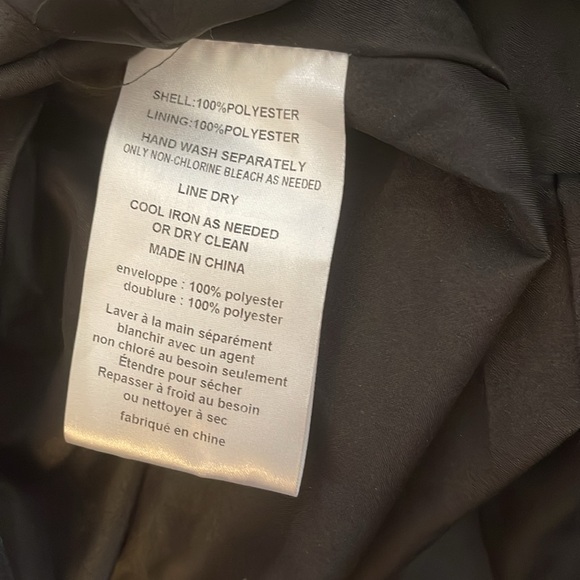 SHELL:100%POLYESTER
LINING:100%POLYESTER
HAND WASH SEPARATELY
ONLY NON-CHLORINE BLEACH AS NEEDED
LINE DRY
COOL IRON AS NEEDED
OR DRY CLEAN
MADE IN CHINA
enveloppe : 100% polyester
doublure : 100% polyester
Laver à la main séparément
blanchir avec un agent
non chloré au besoin seulement
Étendre pour sécher
Repasser à froid au besoin
ou nettoyer à sec
fabriqué en chine